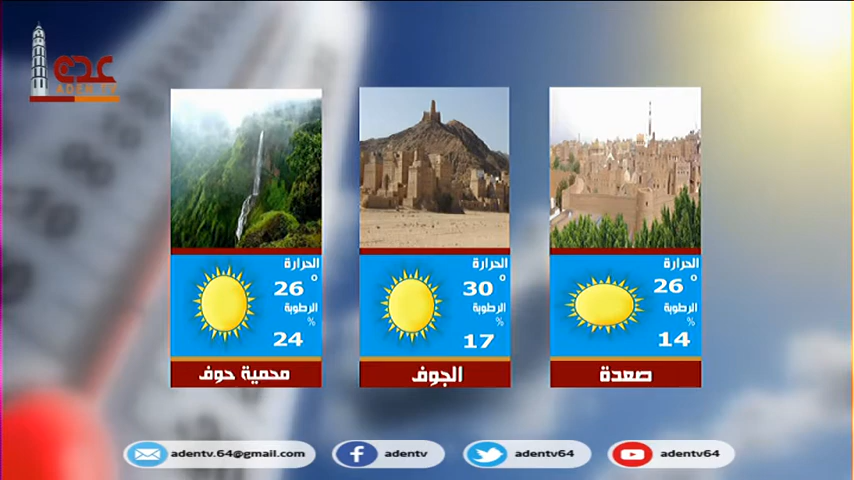 عدن
ADEN TV
الحرارة
26°
الرطوبة
%
24
محمية حوف
الحرارة
30°
الرطوبة
%
17
الجوف
الحرارة
26°
الرطوبة
%
14
صعدة
adentv.64@gmail.com
adentv
adentv64
adentv64